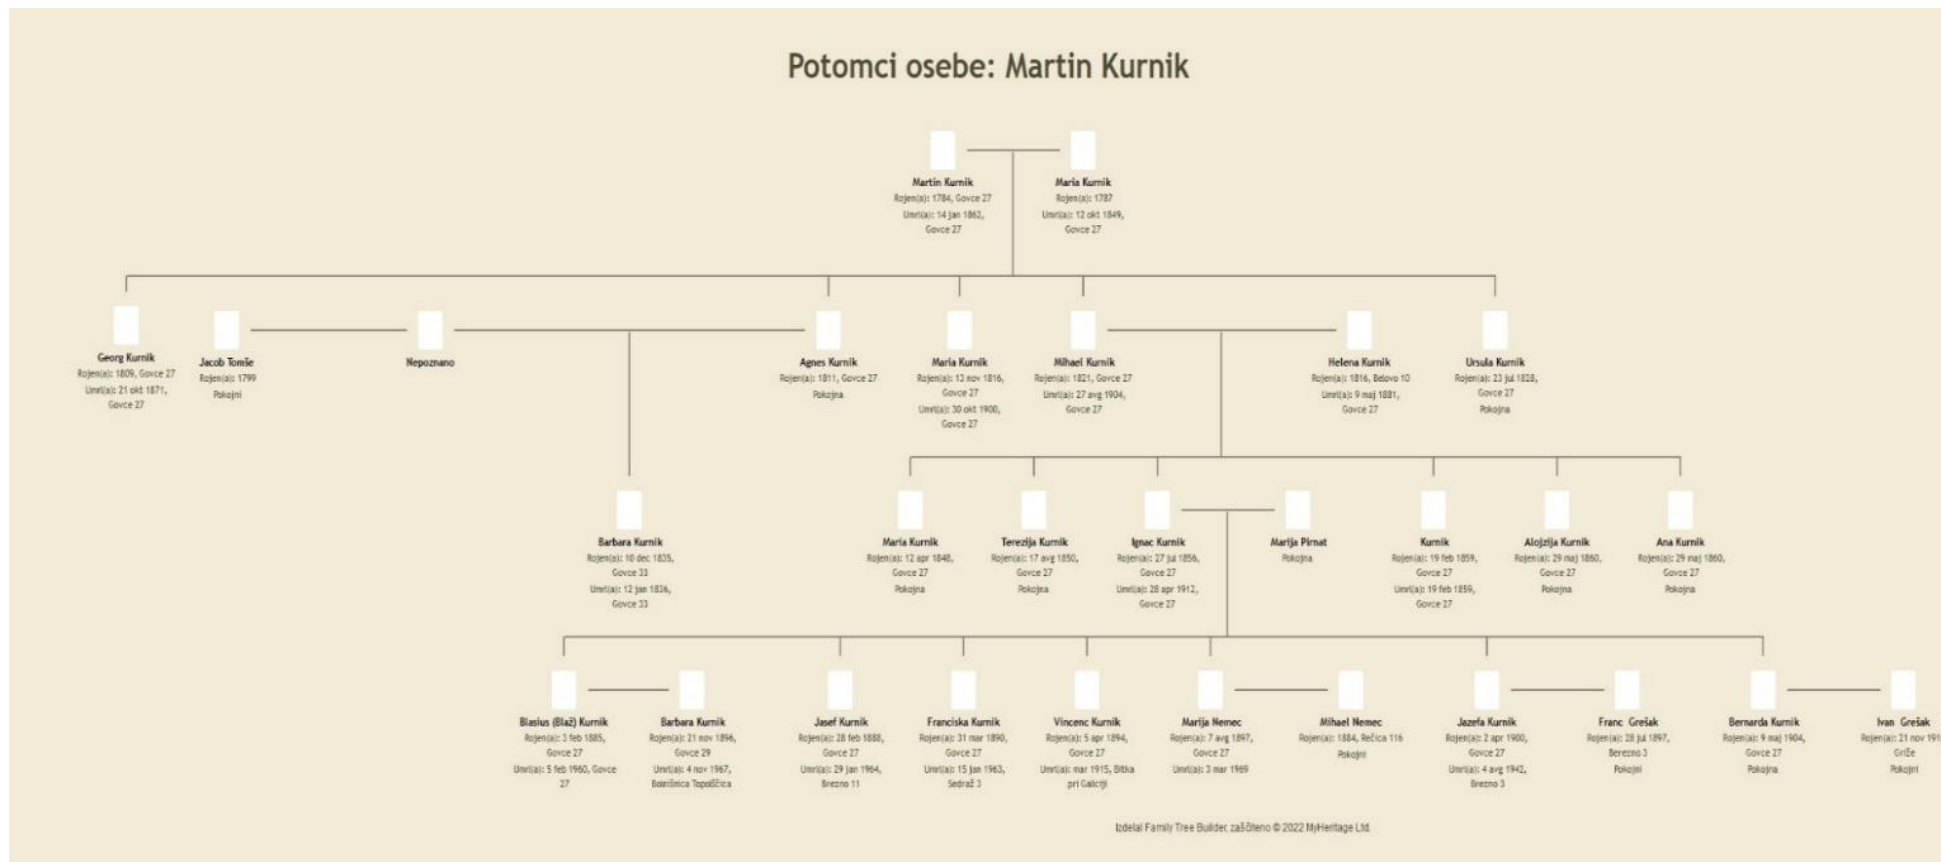 Potomci osebe: Martin Kurnik
Martin Kurnik
Rojen(a): 1784, Govce 27
Umrl(a): 14 jan 1862,
Govce 27
Maria Kurnik
Rojen(a): 1787
Umrl(a): 12 okt 1849,
Govce 27
Georg Kurnik
Rojen(a): 1809, Govce 27
Umrl(a): 21 okt 1871,
Govce 27
Jacob Tomše
Rojen(a): 1799
Pokojni
Nepoznano
Agnes Kurnik
Rojen(a): 1811, Govce 27
Pokojna
Maria Kurnik
Rojen(a): 13 nov 1816,
Govce 27
Umrl(a): 30 okt 1900,
Govce 27
Mihael Kurnik
Rojen(a): 1821, Govce 27
Umrl(a): 27 avg 1904,
Govce 27
Helena Kurnik
Rojen(a): 1816, Belovo 10
Umrl(a): 9 maj 1881,
Govce 27
Ursula Kurnik
Rojen(a): 23 jul 1828,
Govce 27
Pokojna
Barbara Kurnik
Rojen(a): 10 dec 1835,
Govce 33
Umrl(a): 12 jan 1836,
Govce 33
Maria Kurnik
Rojen(a): 12 apr 1848,
Govce 27
Pokojna
Terezija Kurnik
Rojen(a): 17 avg 1850,
Govce 27
Pokojna
Ignac Kurnik
Rojen(a): 27 jul 1856,
Govce 27
Umrl(a): 28 apr 1912,
Govce 27
Marija Pirnat
Pokojna
Kurnik
Rojen(a): 19 feb 1859,
Govce 27
Umrl(a): 19 feb 1859,
Govce 27
Alojzija Kurnik
Rojen(a): 29 maj 1860,
Govce 27
Pokojna
Ana Kurnik
Rojen(a): 29 maj 1860,
Govce 27
Pokojna
Blasius (Blaž) Kurnik
Rojen(a): 3 feb 1885,
Govce 27
Umrl(a): 5 feb 1960, Govce
27
Barbara Kurnik
Rojen(a): 21 nov 1896,
Govce 29
Umrl(a): 4 nov 1967,
Bolnišnica Topolščica
Jasef Kurnik
Rojen(a): 28 feb 1888,
Govce 27
Umrl(a): 29 jan 1964,
Brezno 11
Franciska Kurnik
Rojen(a): 31 mar 1890,
Govce 27
Umrl(a): 15 jan 1963,
Sedraž 3
Vincenc Kurnik
Rojen(a): 5 apr 1894,
Govce 27
Umrl(a): mar 1915, Bitka
pri Galiciji
Marija Nemec
Rojen(a): 7 avg 1897,
Govce 27
Umrl(a): 3 mar 1969
Mihael Nemec
Rojen(a): 1884, Rečica 116
Pokojni
Jazefa Kurnik
Rojen(a): 2 apr 1900,
Govce 27
Umrl(a): 4 avg 1942,
Brezno 3
Franc Grešak
Rojen(a): 28 jul 1897,
Berezno 3
Pokojni
Bernarda Kurnik
Rojen(a): 9 maj 1904,
Govce 27
Pokojna
Ivan Grešak
Rojen(a): 21 nov 191
Griže
Pokojni
Izdelal Family Tree Builder, zaščiteno © 2022 MyHeritage Ltd.